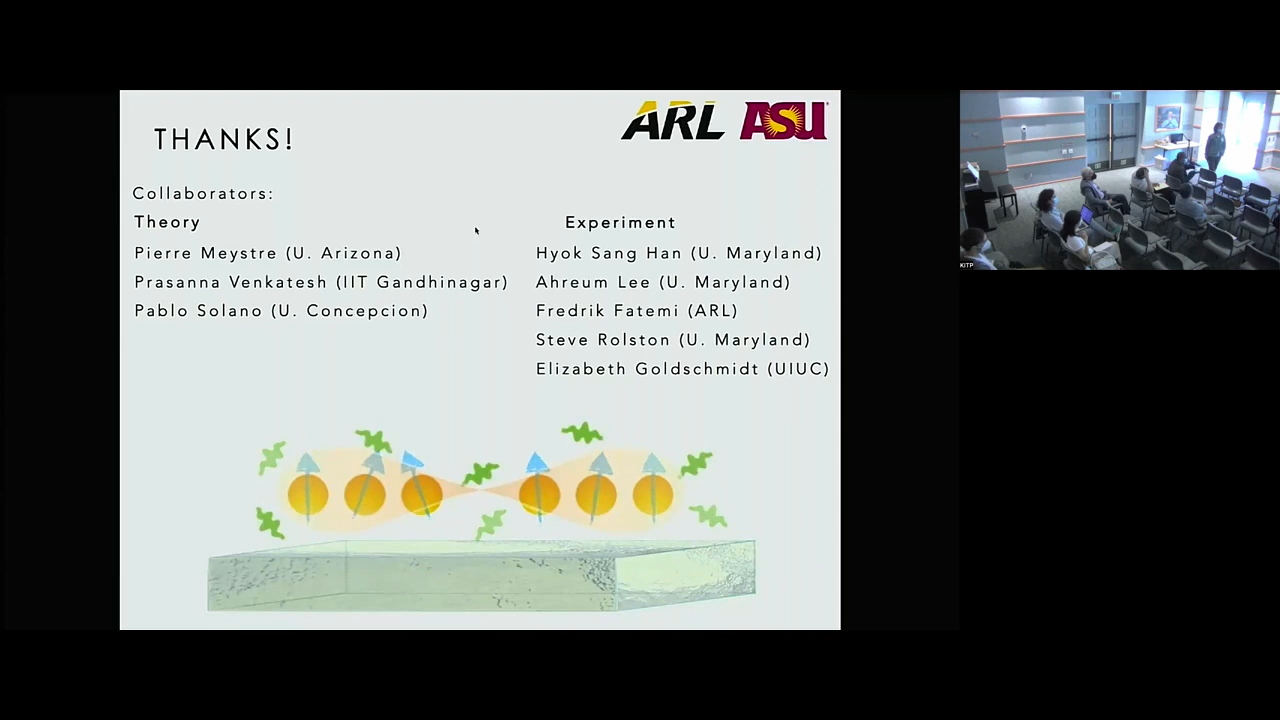 ARL ASU
THANKS!
Collaborators:
Theory
Pierre Meystre (U. Arizona)
Prasanna Venkatesh (IIT Gandhinagar)
Pablo Solano (U. Concepcion)
Experiment
Hyok Sang Han (U. Maryland)
Ahreum Lee (U. Maryland)
Fredrik Fatemi (ARL)
Steve Rolston (U. Maryland)
Elizabeth Goldschmidt (UIUC)
KITP